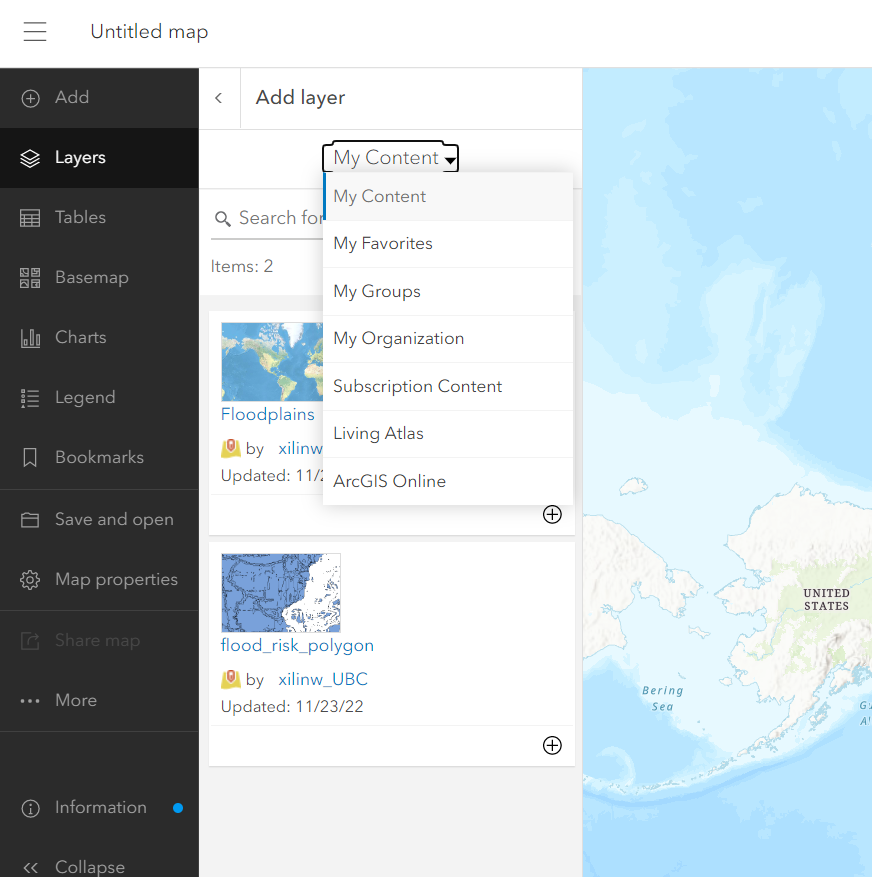 Untitled map
Add
Layers
Tables
Basemap
Charts
Legend
Bookmarks
Save and open
Map properties
Share map
More
Information
Collapse
Add layer
My Content
My Content
My Favorites
My Groups
My Organization
Subscription Content
Living Atlas
ArcGIS Online
Search for
Items: 2
Floodplains
by xilinw
Updated: 11/2
flood_risk_polygon
by xilinw_UBC
Updated: 11/23/22
UNITED
STATES
Bering
Sea